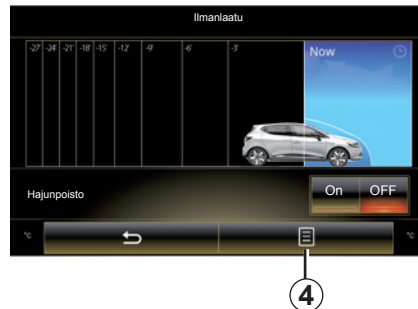 Ilmanlaatu
-27' -24' -21' -18' -15' -12' -9' -6' -3' Now
Hajunpoisto On OFF
°C °C
4